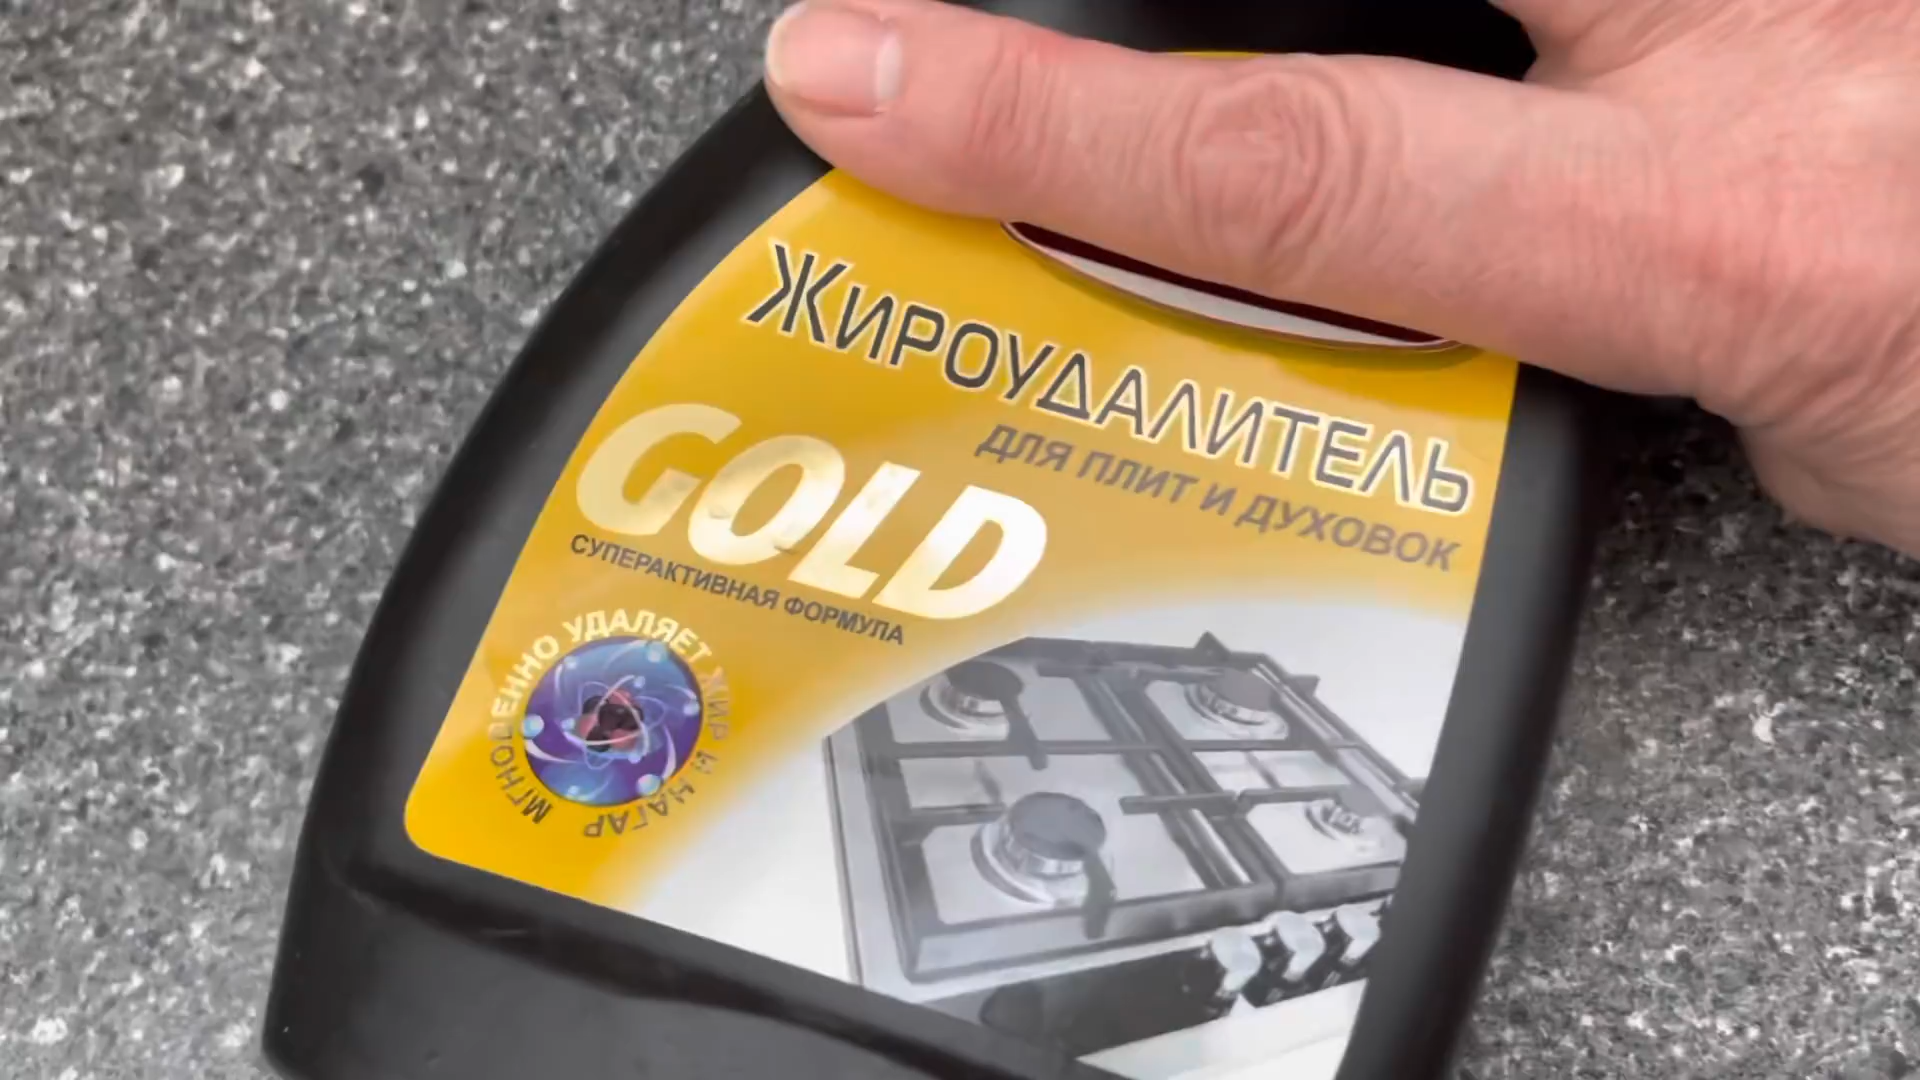 ЖИРОУДАЛИТЕЛЬ
ДЛЯ ПЛИТ И ДУХОВОК
GOLD
СУПЕРАКТИВНАЯ ФОРМУЛА
МГНОВЕННО УДАЛЯЕТ ЖИР И НАГАР